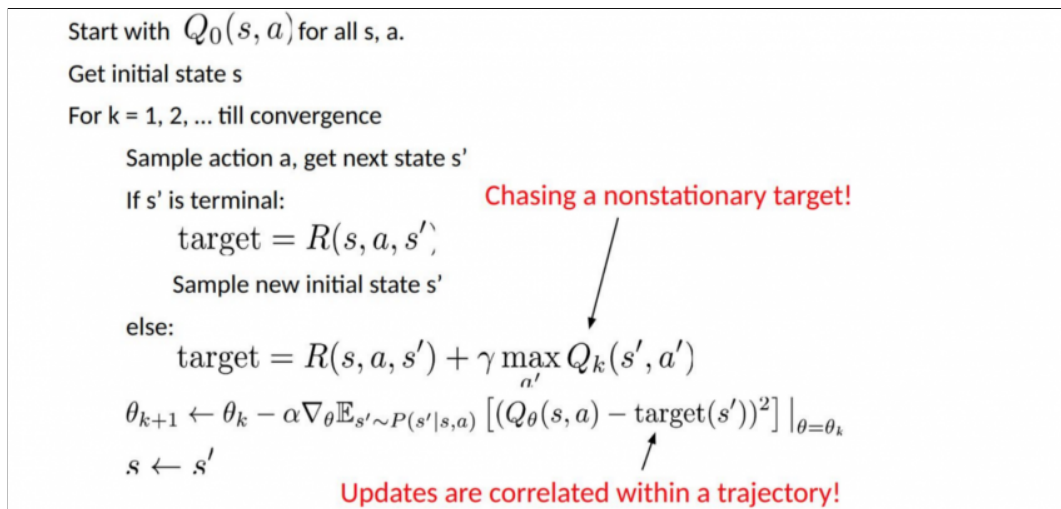 Start with Q₀(s, a) for all s, a.
Get initial state s
For k = 1, 2, ... till convergence
Sample action a, get next state s'
If s' is terminal:
Chasing a nonstationary target!
target = R(s, a, s')
Sample new initial state s'
else:
target = R(s, a, s') + γ max_{a'} Q_k(s', a')
θ_{k+1} ← θ_k − α∇_θ 𝔼_{s'∼P(s'|s,a)} [(Q_θ(s, a) − target(s'))²] |_{θ=θ_k}
s ← s'
Updates are correlated within a trajectory!